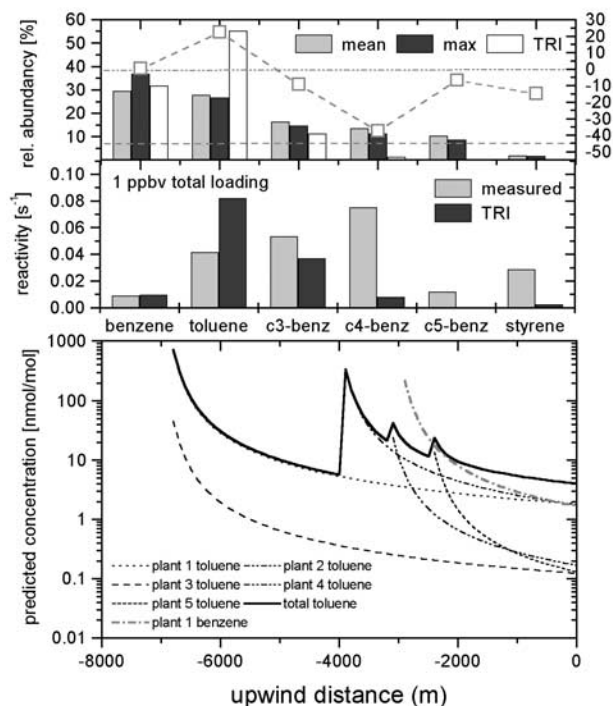 rel. abundancy [%]
60
50
40
30
20
10
mean
max
TRI
30
20
10
0
-10
-20
-30
-40
-50
reactivity [s⁻¹]
0.10
0.08
0.06
0.04
0.02
0.00
1 ppbv total loading
measured
TRI
benzene toluene c3-benz c4-benz c5-benz styrene
predicted concentration [nmol/mol]
1000
100
10
1
0.1
0.01
plant 1 toluene
plant 2 toluene
plant 3 toluene
plant 4 toluene
plant 5 toluene
total toluene
plant 1 benzene
-8000 -6000 -4000 -2000 0
upwind distance (m)